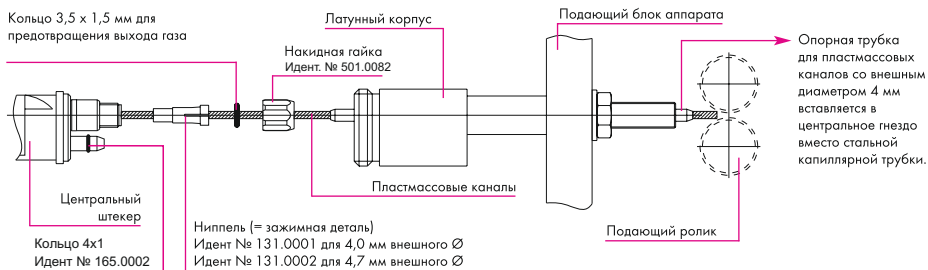 Кольцо 3,5 x 1,5 мм для
предотвращения выхода газа
Латунный корпус
Подающий блок аппарата
Накидная гайка
Идент. № 501.0082
Опорная трубка
для пластмассовых
каналов со внешным
диаметром 4 мм
вставляется в
центральное гнездо
вместо стальной
капиллярной трубки.
Пластмассовые каналы
Центральный
штекер
Подающий ролик
Кольцо 4x1
Идент № 165.0002
Ниппель (= зажимная деталь)
Идент № 131.0001 для 4,0 мм внешного Ø
Идент № 131.0002 для 4,7 мм внешного Ø